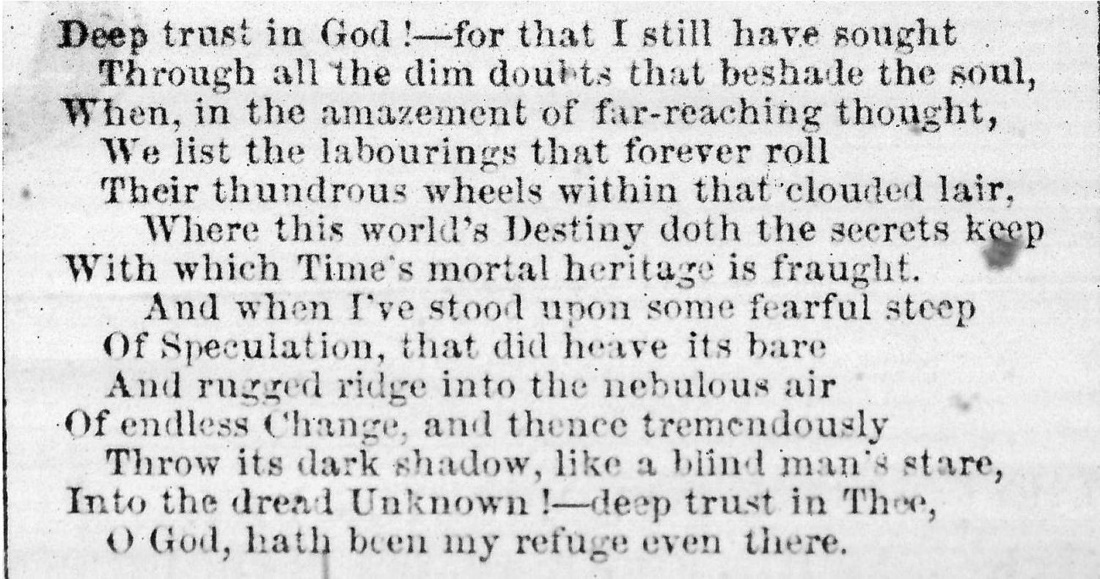 Deep trust in God !—for that I still have sought
Through all the dim doubts that beshade the soul,
When, in the amazement of far-reaching thought,
We list the labourings that forever roll
Their thundrous wheels within that clouded lair,
Where this world's Destiny doth the secrets keep
With which Time's mortal heritage is fraught.
And when I've stood upon some fearful steep
Of Speculation, that did heave its bare
And rugged ridge into the nebulous air
Of endless Change, and thence tremendously
Throw its dark shadow, like a blind man's stare,
Into the dread Unknown !—deep trust in Thee,
O God, hath been my refuge even there.